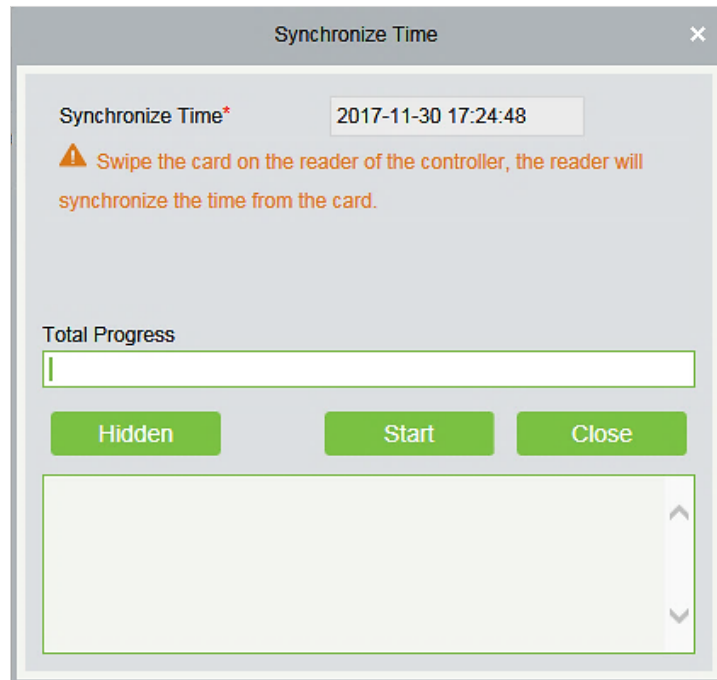 Synchronize Time
Synchronize Time* 2017-11-30 17:24:48
Swipe the card on the reader of the controller, the reader will
synchronize the time from the card.
Total Progress
Hidden Start Close